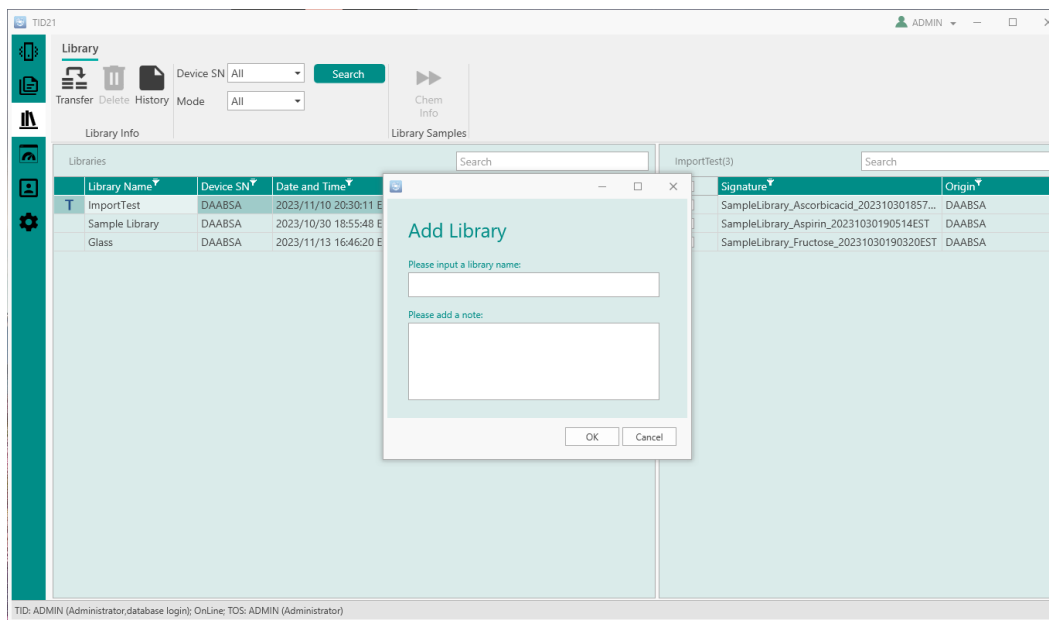 TID21
ADMIN
Library
Transfer Delete History
Library Info
Device SN All
Mode All
Search
Chem
Info
Library Samples
Libraries
Search
ImportTest(3)
Search
Library Name Device SN Date and Time
T ImportTest DAABSA 2023/11/10 20:30:11 E
Sample Library DAABSA 2023/10/30 18:55:48 E
Glass DAABSA 2023/11/13 16:46:20 E
Signature Origin
SampleLibrary_Ascorbicacid_202310301857... DAABSA
SampleLibrary_Aspirin_20231030190514EST DAABSA
SampleLibrary_Fructose_20231030190320EST DAABSA
Add Library
Please input a library name:
Please add a note:
OK Cancel
TID: ADMIN (Administrator,database login); OnLine; TOS: ADMIN (Administrator)